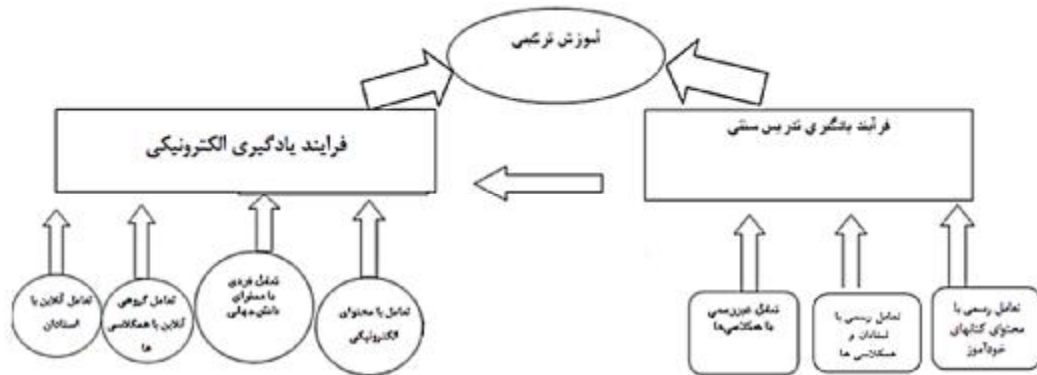 آموزش ترکیبی
فرآیند یادگیری تدریس سنتی
فرایند یادگیری الکترونیکی
تعامل رسمی با
محتوای کتابهای
خودآموز
تعامل رسمی با
استادان و
همکلاسی ها
تعامل غیررسمی
با همکلاسی‌ها
تعامل با محتوای
الکترونیکی
تعامل فردی
با محتوای
دانش جهانی
تعامل گروهی
آنلاین با همکلاسی
ها
تعامل آنلاین با
استادان